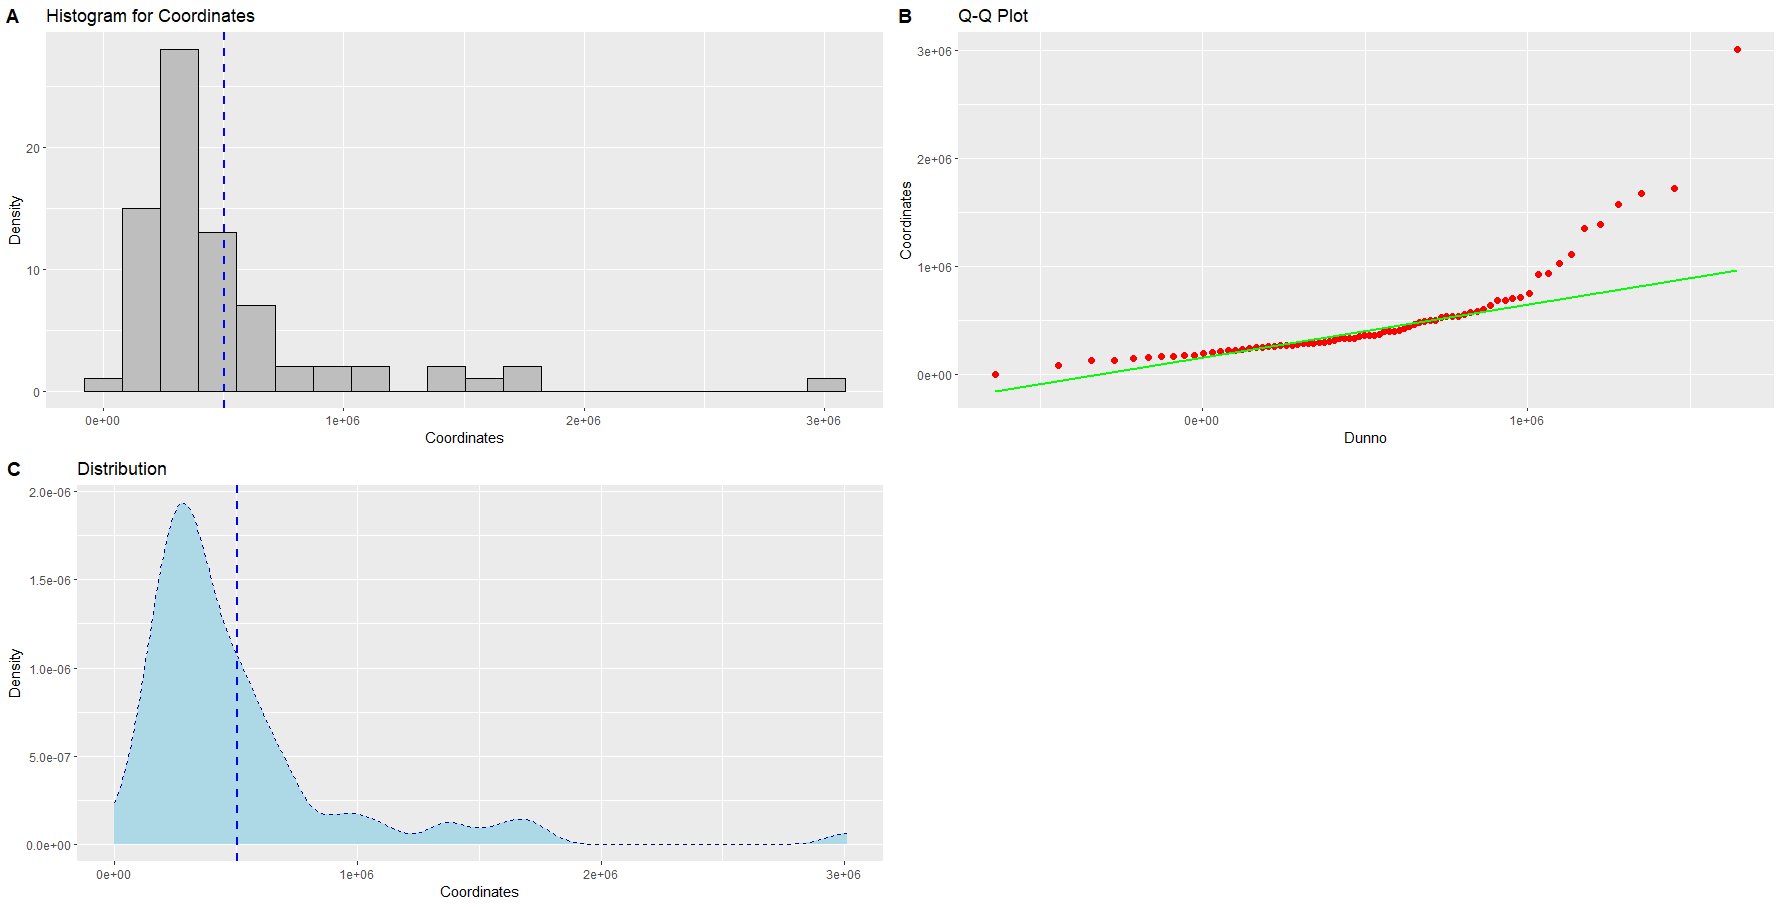 A Histogram for Coordinates
Density
20
10
0
0e+00 1e+06 2e+06 3e+06
Coordinates
B Q-Q Plot
Coordinates
3e+06
2e+06
1e+06
0e+00
0e+00 1e+06
Dunno
C Distribution
Density
2.0e-06
1.5e-06
1.0e-06
5.0e-07
0.0e+00
0e+00 1e+06 2e+06 3e+06
Coordinates